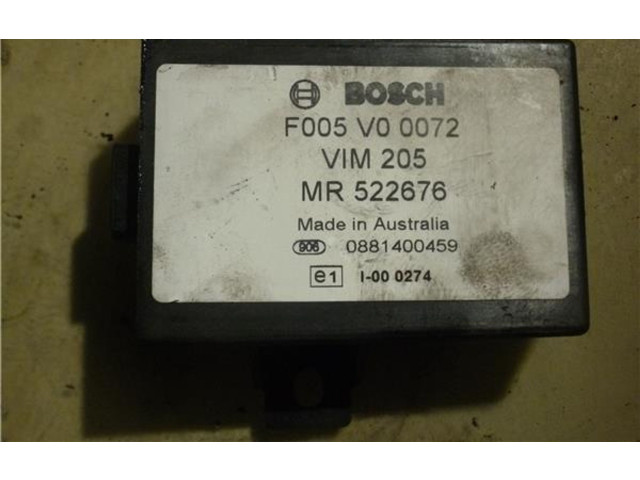 BOSCH
F005 V0 0072
VIM 205
MR 522676
Made in Australia
906 0881400459
e1 I-00 0274